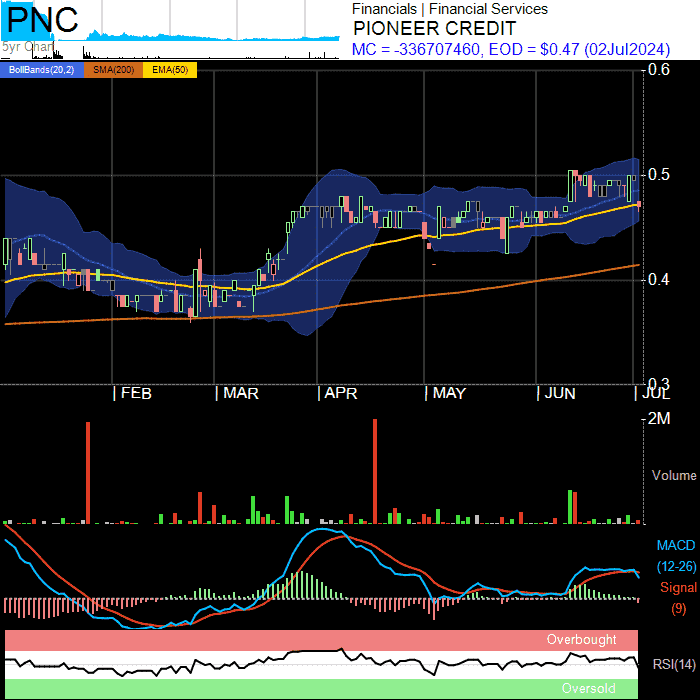 PNC
5yr Chart
Financials | Financial Services
PIONEER CREDIT
MC = -336707460, EOD = $0.47 (02Jul2024)
BollBands(20,2) SMA(200) EMA(50)
0.6
0.5
0.4
0.3
FEB MAR APR MAY JUN JUL
2M
Volume
MACD
(12-26)
Signal
(9)
Overbought
RSI(14)
Oversold